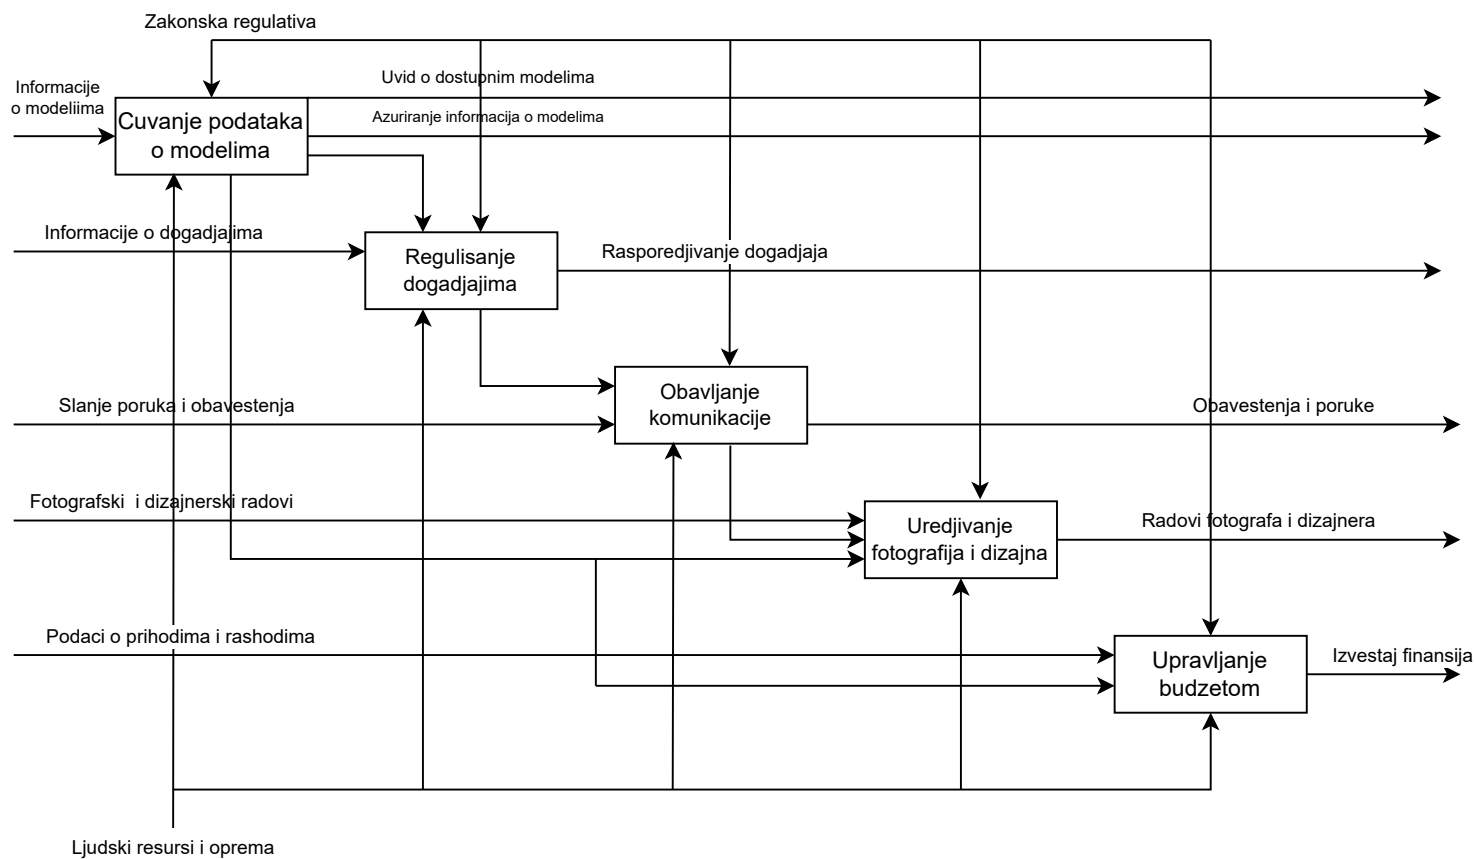 Zakonska regulativa
Informacije
o modeliima
Uvid o dostupnim modelima
Azuriranje informacija o modelima
Cuvanje podataka
o modelima
Informacije o dogadjajima
Regulisanje
dogadjajima
Rasporedjivanje dogadjaja
Slanje poruka i obavestenja
Obavljanje
komunikacije
Obavestenja i poruke
Fotografski  i dizajnerski radovi
Uredjivanje
fotografija i dizajna
Radovi fotografa i dizajnera
Podaci o prihodima i rashodima
Upravljanje
budzetom
Izvestaj finansija
Ljudski resursi i oprema